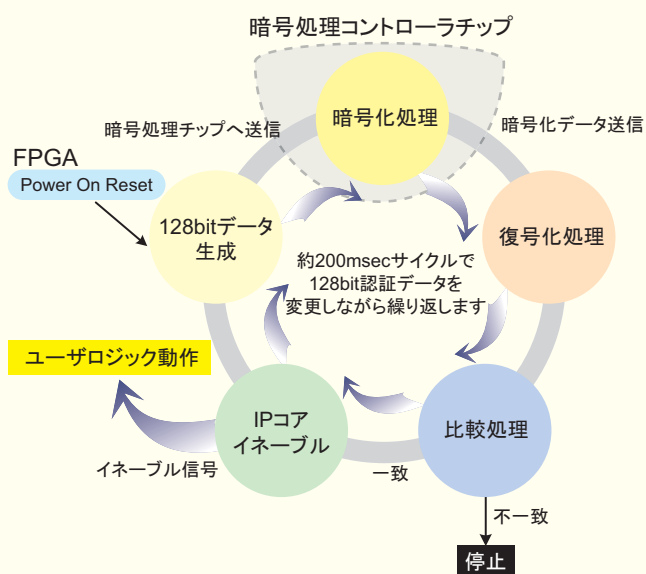 暗号処理コントローラチップ
暗号化処理
暗号処理チップへ送信
暗号化データ送信
FPGA
Power On Reset
128bitデータ
生成
復号化処理
約200msecサイクルで
128bit認証データを
変更しながら繰り返します
ユーザロジック動作
IPコア
イネーブル
比較処理
イネーブル信号
一致
不一致
停止